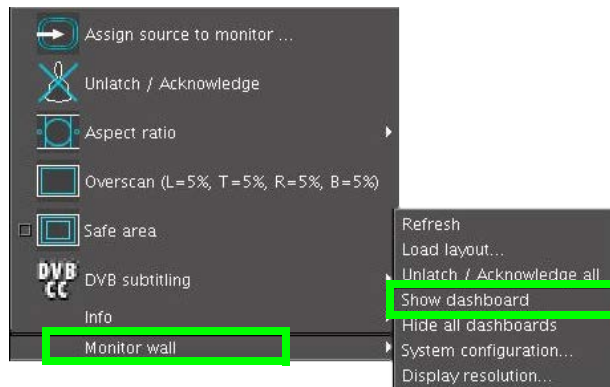 Assign source to monitor ...
Unlatch / Acknowledge
Aspect ratio
Overscan (L=5%, T=5%, R=5%, B=5%)
Safe area
DVB
CC
DVB subtitling
Info
Monitor wall
Refresh
Load layout...
Unlatch / Acknowledge all
Show dashboard
Hide all dashboards
System configuration...
Display resolution...